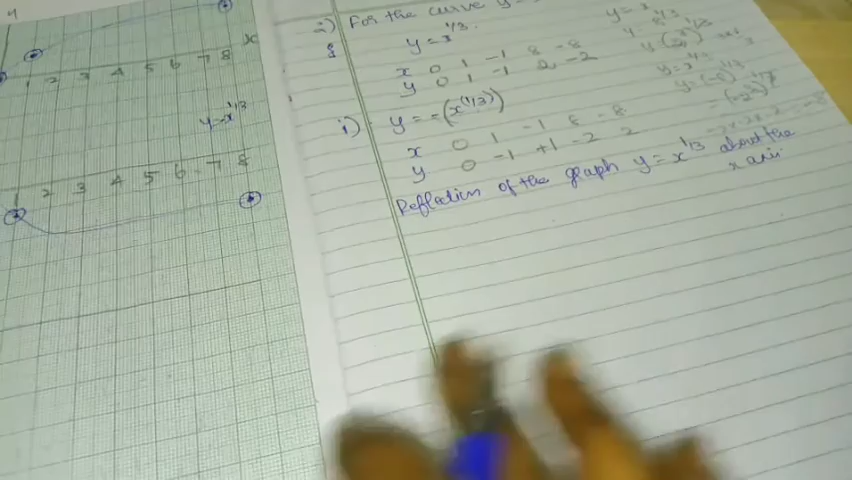 4
x
1 2 3 4 5 6 7 8
y=x^1/3
1 2 3 4 5 6 7 8
2) For the curve y =
y = x^1/3.
x 0 1 -1 8 -8
y 0 1 -1 2, -2
i). y = -(x^(1/3))
x 0 1 -1 8 -8
y 0 -1 +1 -2 2
Reflection of the graph y = x^1/3 about the
x axis